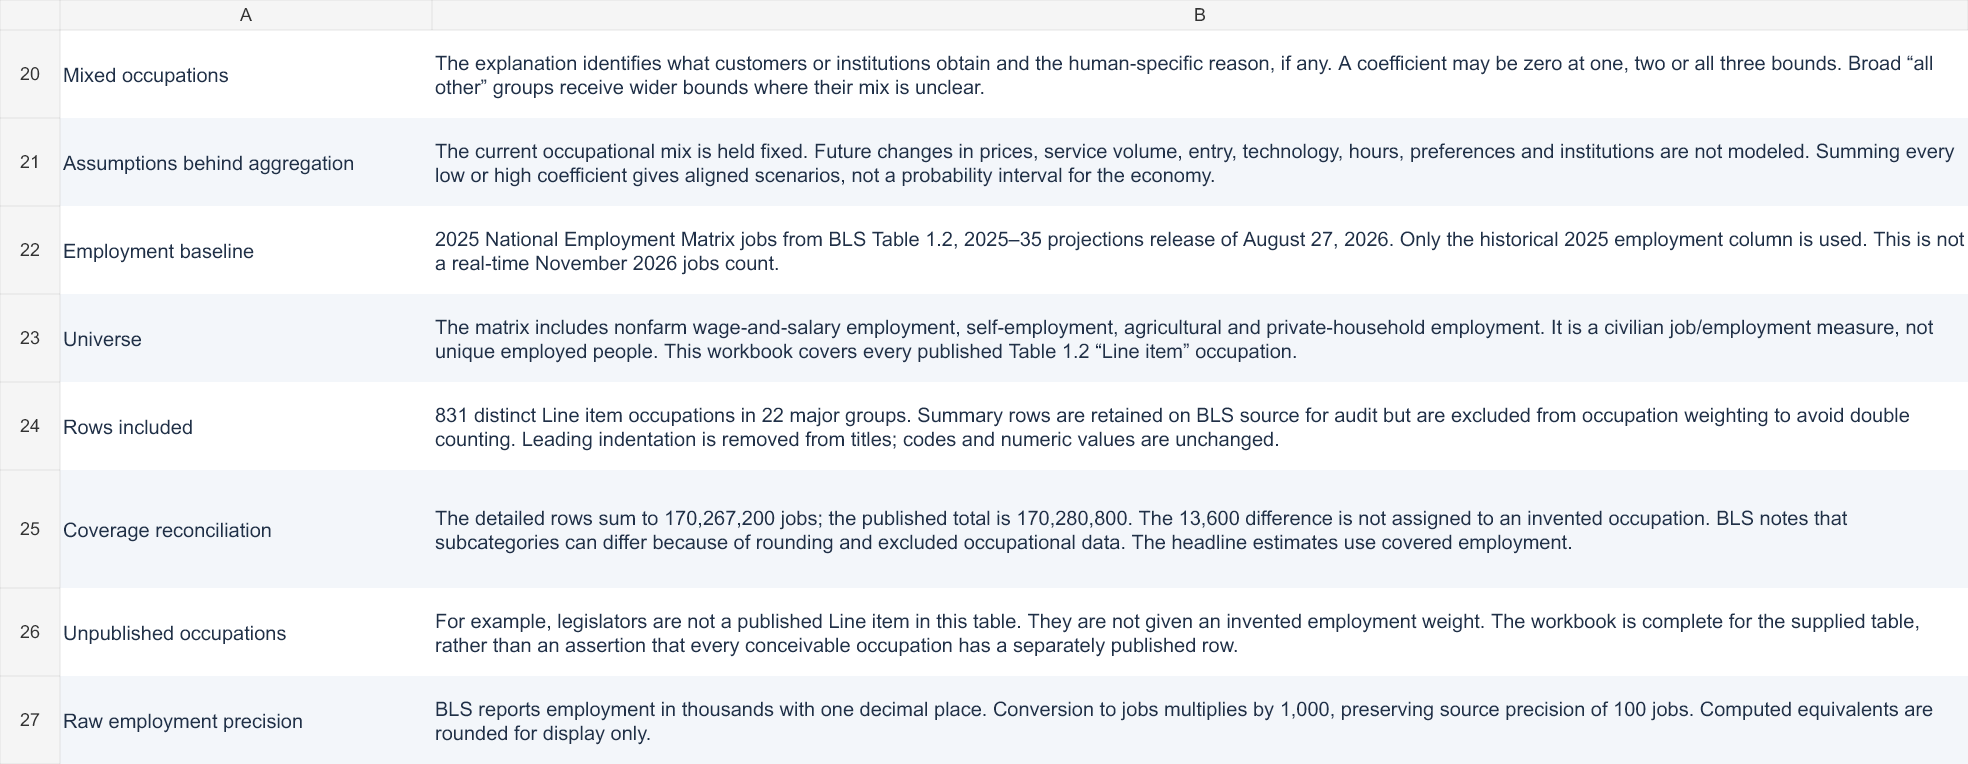 A
B
20
Mixed occupations
The explanation identifies what customers or institutions obtain and the human-specific reason, if any. A coefficient may be zero at one, two or all three bounds. Broad “all
other” groups receive wider bounds where their mix is unclear.
21
Assumptions behind aggregation
The current occupational mix is held fixed. Future changes in prices, service volume, entry, technology, hours, preferences and institutions are not modeled. Summing every
low or high coefficient gives aligned scenarios, not a probability interval for the economy.
22
Employment baseline
2025 National Employment Matrix jobs from BLS Table 1.2, 2025–35 projections release of August 27, 2026. Only the historical 2025 employment column is used. This is not
a real-time November 2026 jobs count.
23
Universe
The matrix includes nonfarm wage-and-salary employment, self-employment, agricultural and private-household employment. It is a civilian job/employment measure, not
unique employed people. This workbook covers every published Table 1.2 “Line item” occupation.
24
Rows included
831 distinct Line item occupations in 22 major groups. Summary rows are retained on BLS source for audit but are excluded from occupation weighting to avoid double
counting. Leading indentation is removed from titles; codes and numeric values are unchanged.
25
Coverage reconciliation
The detailed rows sum to 170,267,200 jobs; the published total is 170,280,800. The 13,600 difference is not assigned to an invented occupation. BLS notes that
subcategories can differ because of rounding and excluded occupational data. The headline estimates use covered employment.
26
Unpublished occupations
For example, legislators are not a published Line item in this table. They are not given an invented employment weight. The workbook is complete for the supplied table,
rather than an assertion that every conceivable occupation has a separately published row.
27
Raw employment precision
BLS reports employment in thousands with one decimal place. Conversion to jobs multiplies by 1,000, preserving source precision of 100 jobs. Computed equivalents are
rounded for display only.